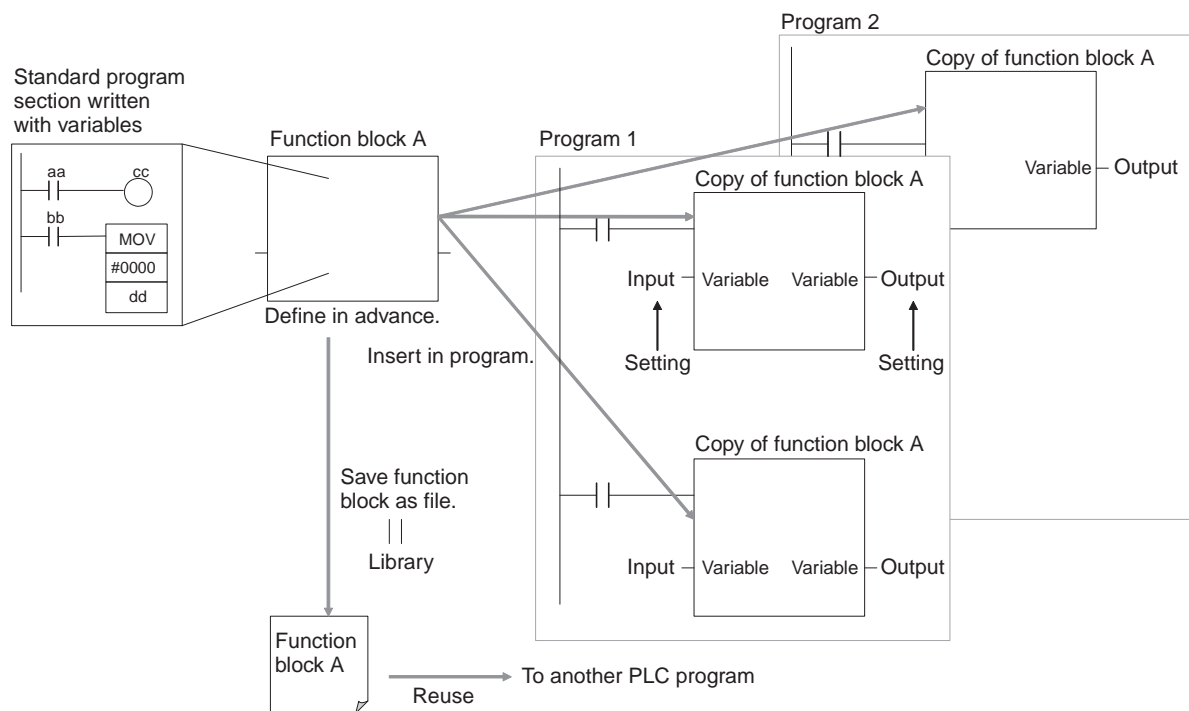 Program 2
Copy of function block A
Variable
Output
Standard program
section written
with variables
aa
cc
bb
MOV
#0000
dd
Function block A
Define in advance.
Insert in program.
Program 1
Copy of function block A
Input
Variable
Variable
Output
Setting
Setting
Copy of function block A
Input
Variable
Variable
Output
Save function
block as file.
Library
Function
block A
Reuse
To another PLC program